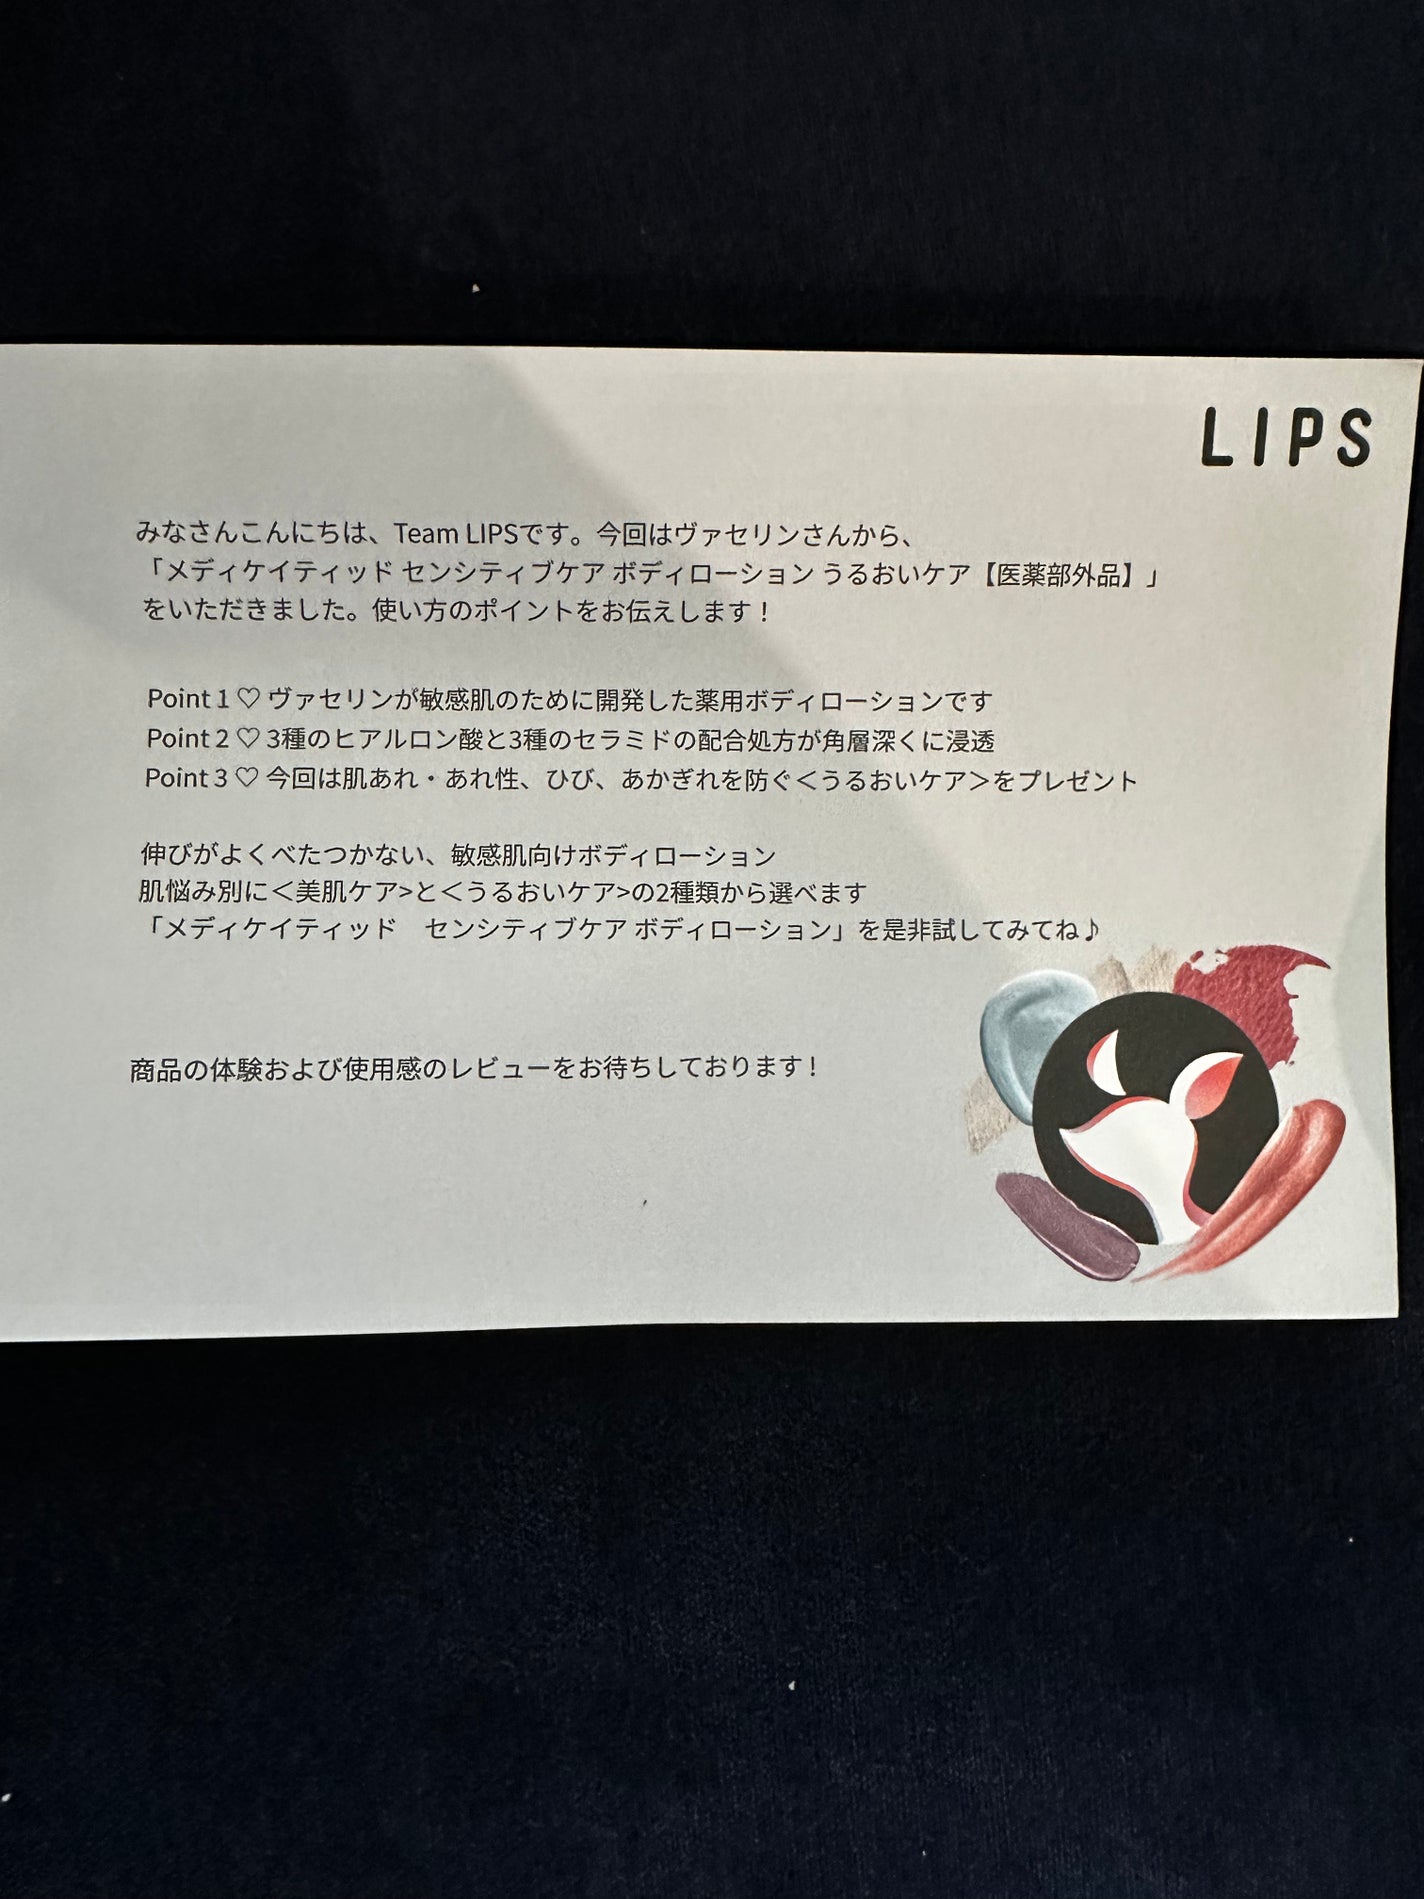 LIPS
みなさんこんにちは、Team LIPSです。今回はヴァセリンさんから、
「メディケイティッド センシティブケア ボディローション うるおいケア【医薬部外品】」
をいただきました。使い方のポイントをお伝えします！
Point 1 ♡ ヴァセリンが敏感肌のために開発した薬用ボディローションです
Point 2 ♡ 3種のヒアルロン酸と3種のセラミドの配合処方が角層深くに浸透
Point 3 ♡ 今回は肌あれ・あれ性、ひび、あかぎれを防ぐ＜うるおいケア＞をプレゼント
伸びがよくべたつかない、敏感肌向けボディローション
肌悩み別に＜美肌ケア>と＜うるおいケア>の2種類から選べます
「メディケイティッド　センシティブケア ボディローション」を是非試してみてね♪
商品の体験および使用感のレビューをお待ちしております！